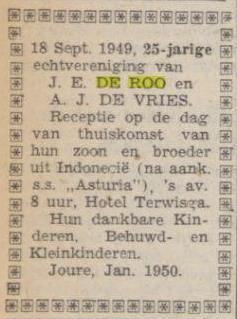 18 Sept. 1949, 25-jarige
echtvereniging van
J. E. DE ROO en
A. J. DE VRIES.
Receptie op de dag
van thuiskomst van
hun zoon en broeder
uit Indonecië (na aank.
s.s. „Asturia”), 's av.
8 uur, Hotel Terwisga.
Hun dankbare Kin-
deren, Behuwd- en
Kleinkinderen.
Joure, Jan. 1950.